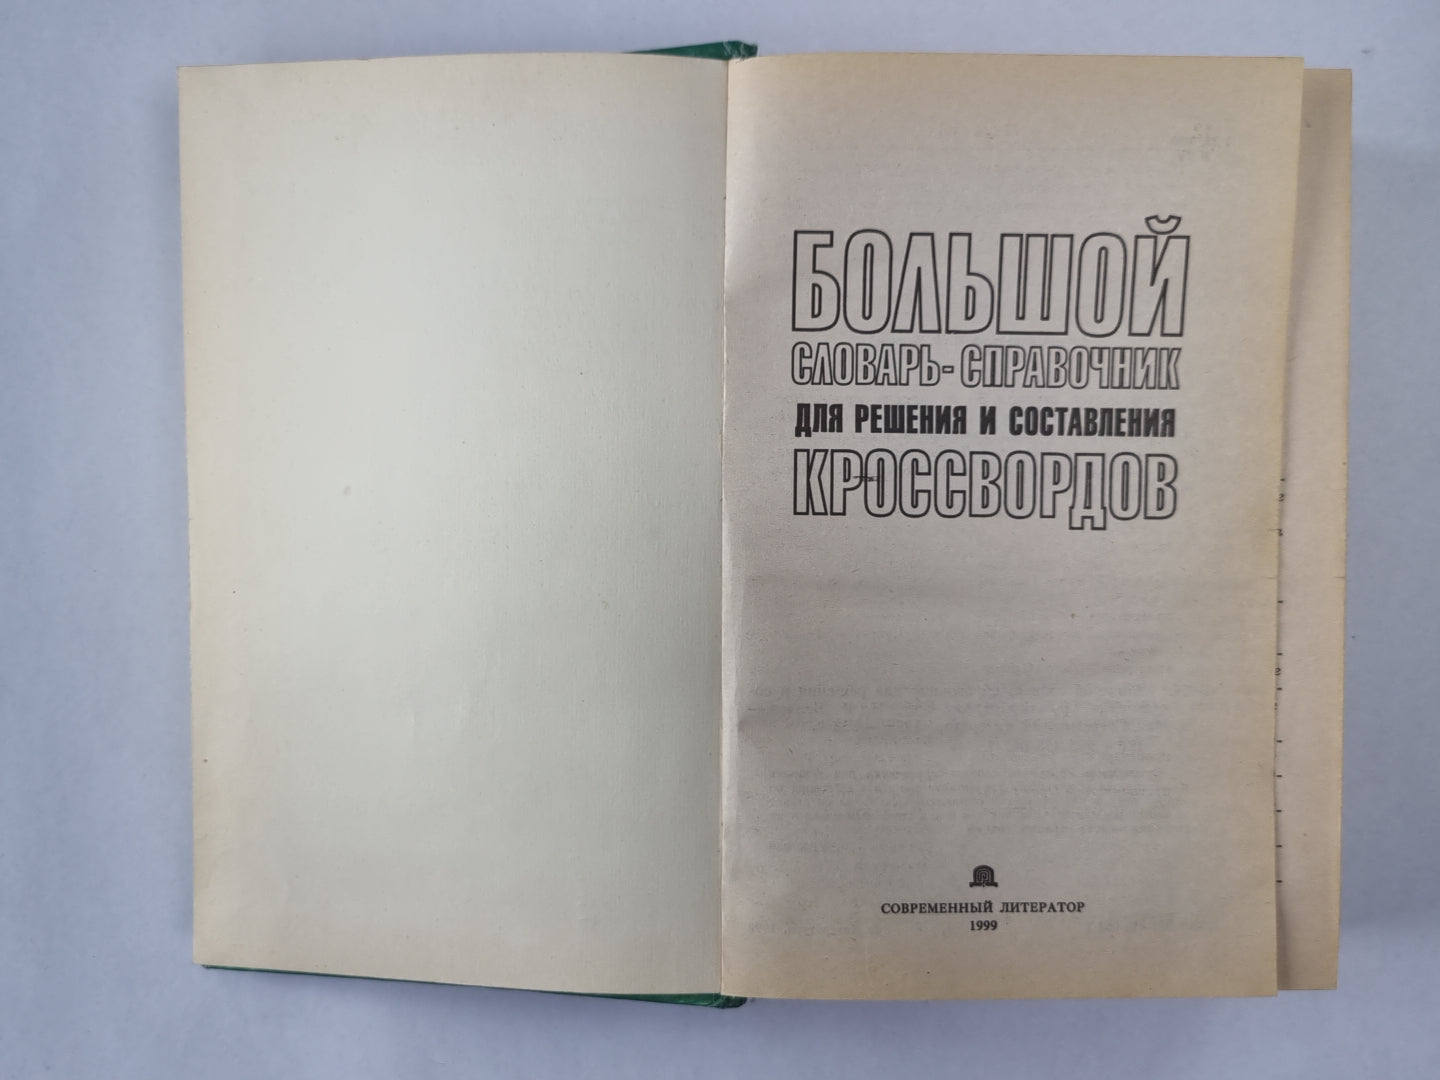 БОЛЬШОЙ
СЛОВАРЬ-СПРАВОЧНИК
ДЛЯ РЕШЕНИЯ И СОСТАВЛЕНИЯ
КРОССВОРДОВ
СОВРЕМЕННЫЙ ЛИТЕРАТОР
1999